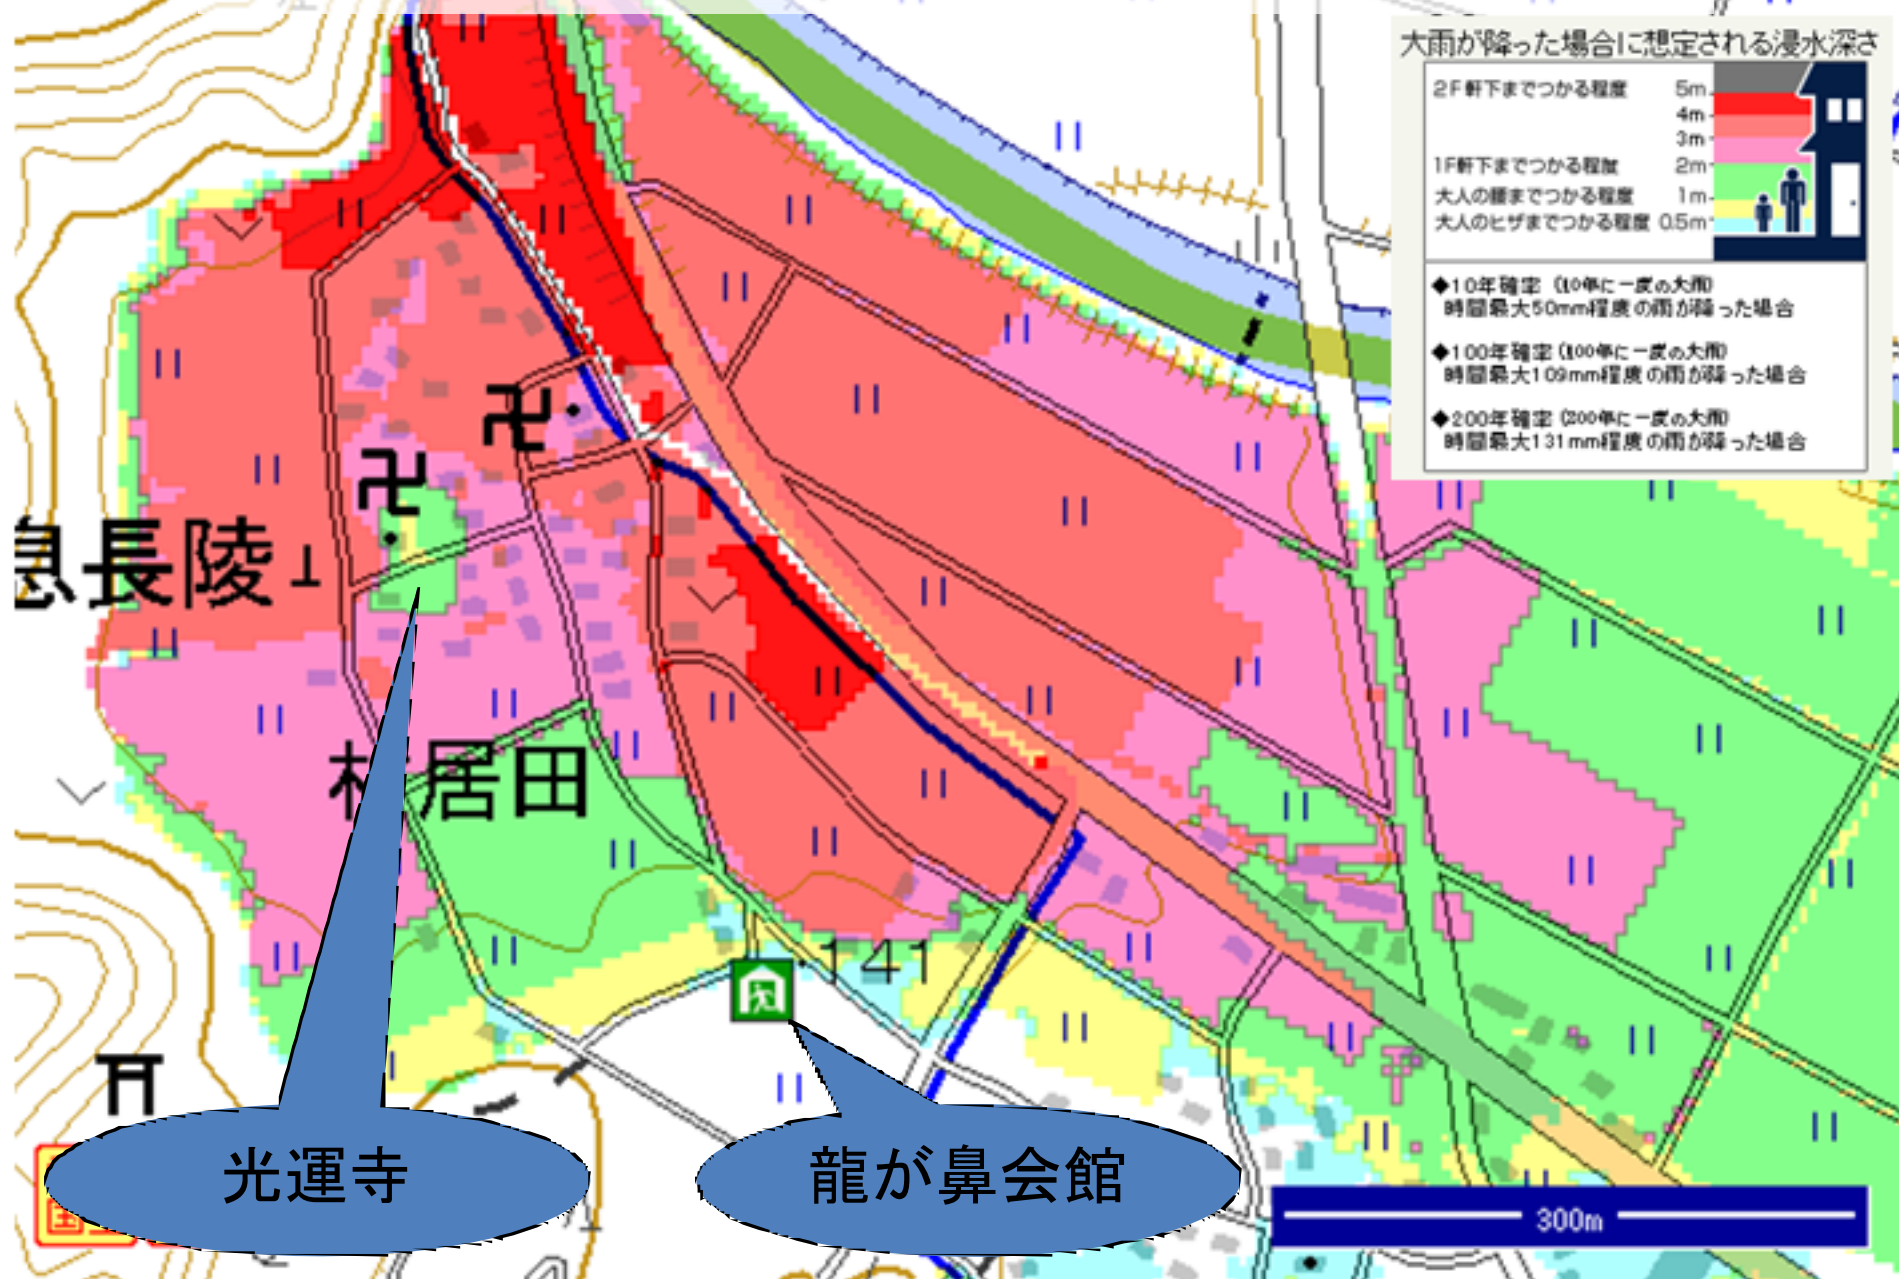 大雨が降った場合に想定される浸水深さ
2F軒下までつかる程度 5m
4m
3m
1F軒下までつかる程度 2m
大人の腰までつかる程度 1m
大人のヒザまでつかる程度 0.5m
◆10年確率（10年に一度の大雨）
時間最大50mm程度の雨が降った場合
◆100年確率（100年に一度の大雨）
時間最大109mm程度の雨が降った場合
◆200年確率（200年に一度の大雨）
時間最大131mm程度の雨が降った場合
息長陵
村居田
141
光運寺
龍が鼻会館
300m